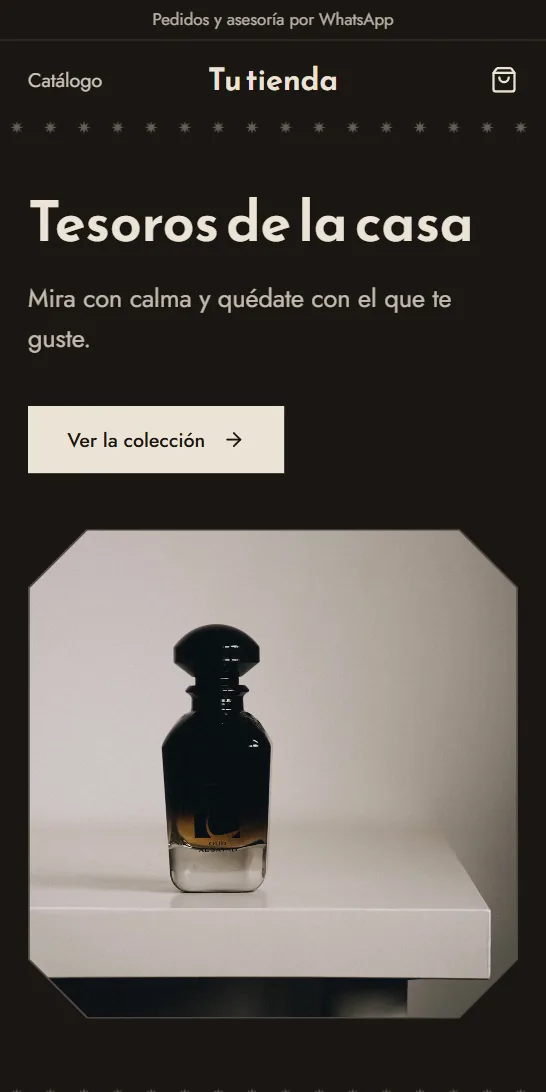 Pedidos y asesoría por WhatsApp
Catálogo
Tu tienda
Tesoros de la casa
Mira con calma y quédate con el que te
guste.
Ver la colección